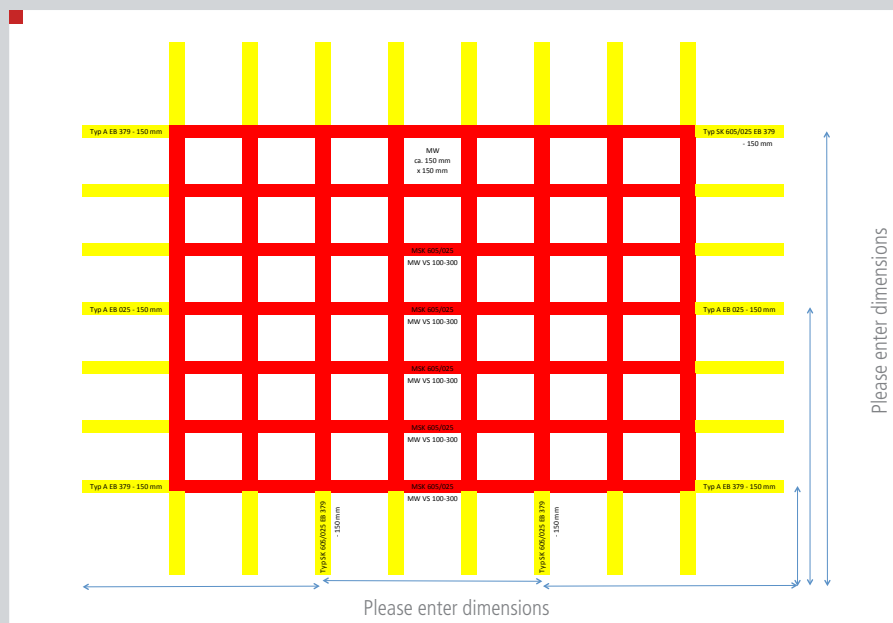 Typ A EB 379 - 150 mm
Typ SK 605/025 EB 379
- 150 mm
MW
ca. 150 mm
x 150 mm
MSK 605/025
MW VS 100-300
Typ A EB 025 - 150 mm
MSK 605/025
Typ A EB 025 - 150 mm
MW VS 100-300
MSK 605/025
MW VS 100-300
MSK 605/025
MW VS 100-300
Typ A EB 379 - 150 mm
MSK 605/025
Typ A EB 379 - 150 mm
MW VS 100-300
Typ SK 605/025 EB 379
- 150 mm
Typ SK 605/025 EB 379
- 150 mm
Please enter dimensions
Please enter dimensions